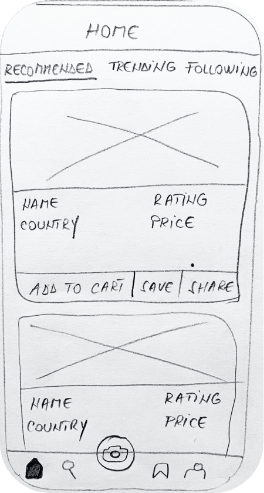 HOME
RECOMMENDED TRENDING FOLLOWING
NAME RATING
COUNTRY PRICE
ADD TO CART SAVE SHARE
NAME RATING
COUNTRY PRICE